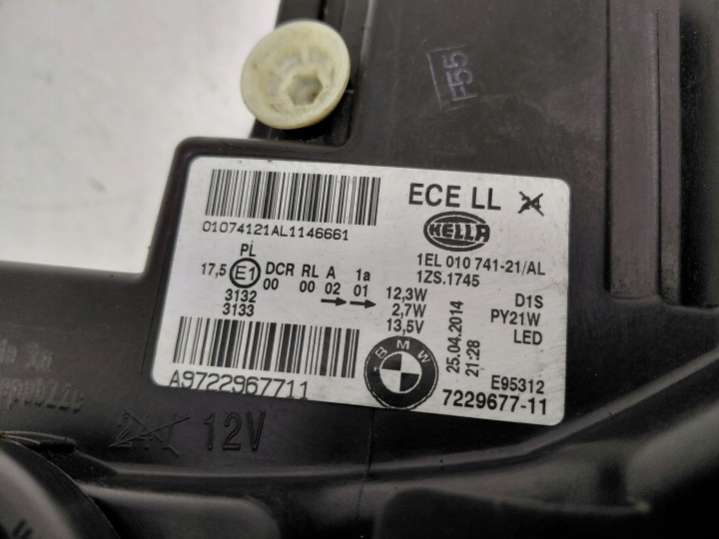 F55
ECE LL
01074121AL1146661
HELLA
1EL 010 741-21/AL
1ZS.1745
PL
17,5 E1 DCR RL A 1a
00 00 02 01
3132
3133
12,3W
2,7W
13,5V
25.04.2014
21:28
D1S
PY21W
LED
BMW
A9722967711
E95312
7229677-11
12V